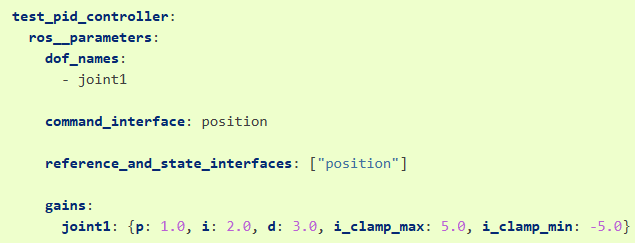 test_pid_controller:
ros__parameters:
dof_names:
- joint1
command_interface: position
reference_and_state_interfaces: ["position"]
gains:
joint1: {p: 1.0, i: 2.0, d: 3.0, i_clamp_max: 5.0, i_clamp_min: -5.0}